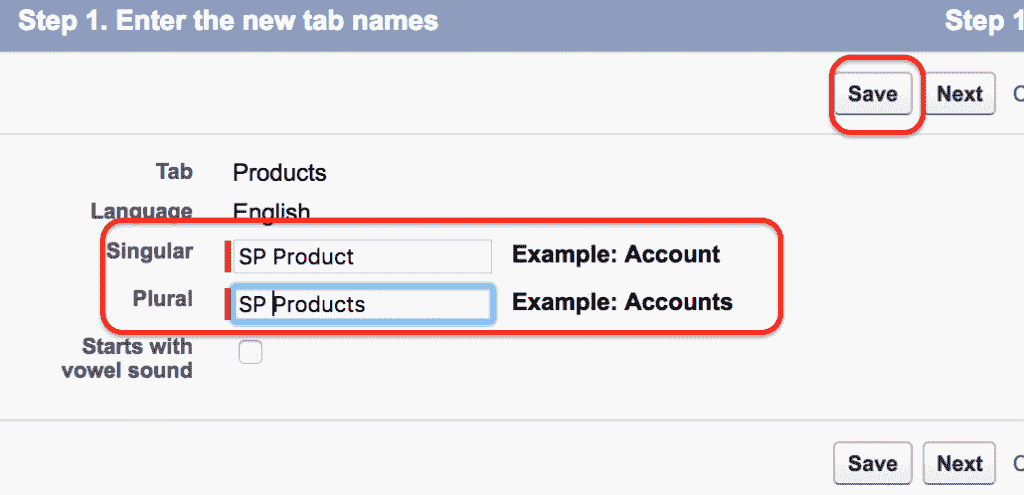 Step 1. Enter the new tab names Step 1
Save Next C
Tab Products
Language English
Singular SP Product Example: Account
Plural SP Products Example: Accounts
Starts with
vowel sound
Save Next C